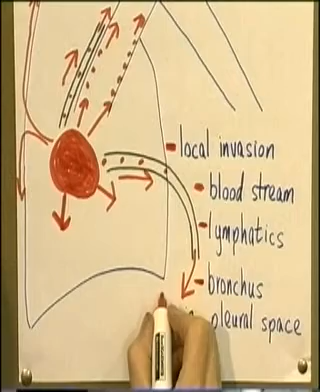 - local invasion
- blood stream
- lymphatics
- bronchus
pleural space